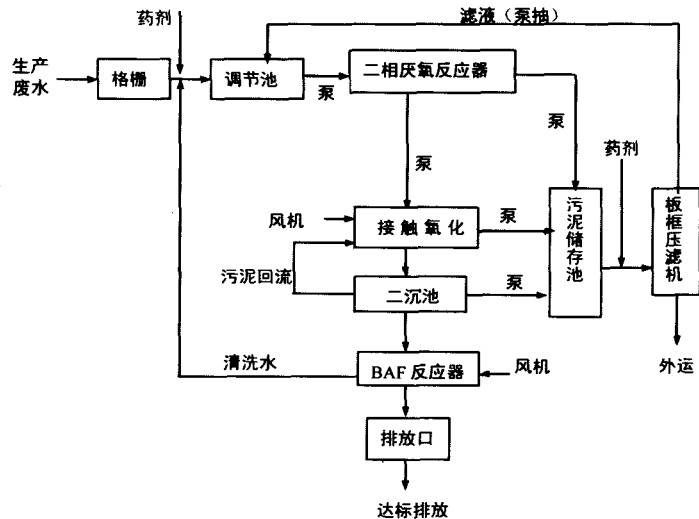 滤液（泵抽）
药剂
生产
废水
格栅
调节池
泵
二相厌氧反应器
泵
泵
药剂
风机
接触氧化
泵
污泥储存池
板框压滤机
污泥回流
二沉池
泵
清洗水
BAF 反应器
风机
外运
排放口
达标排放